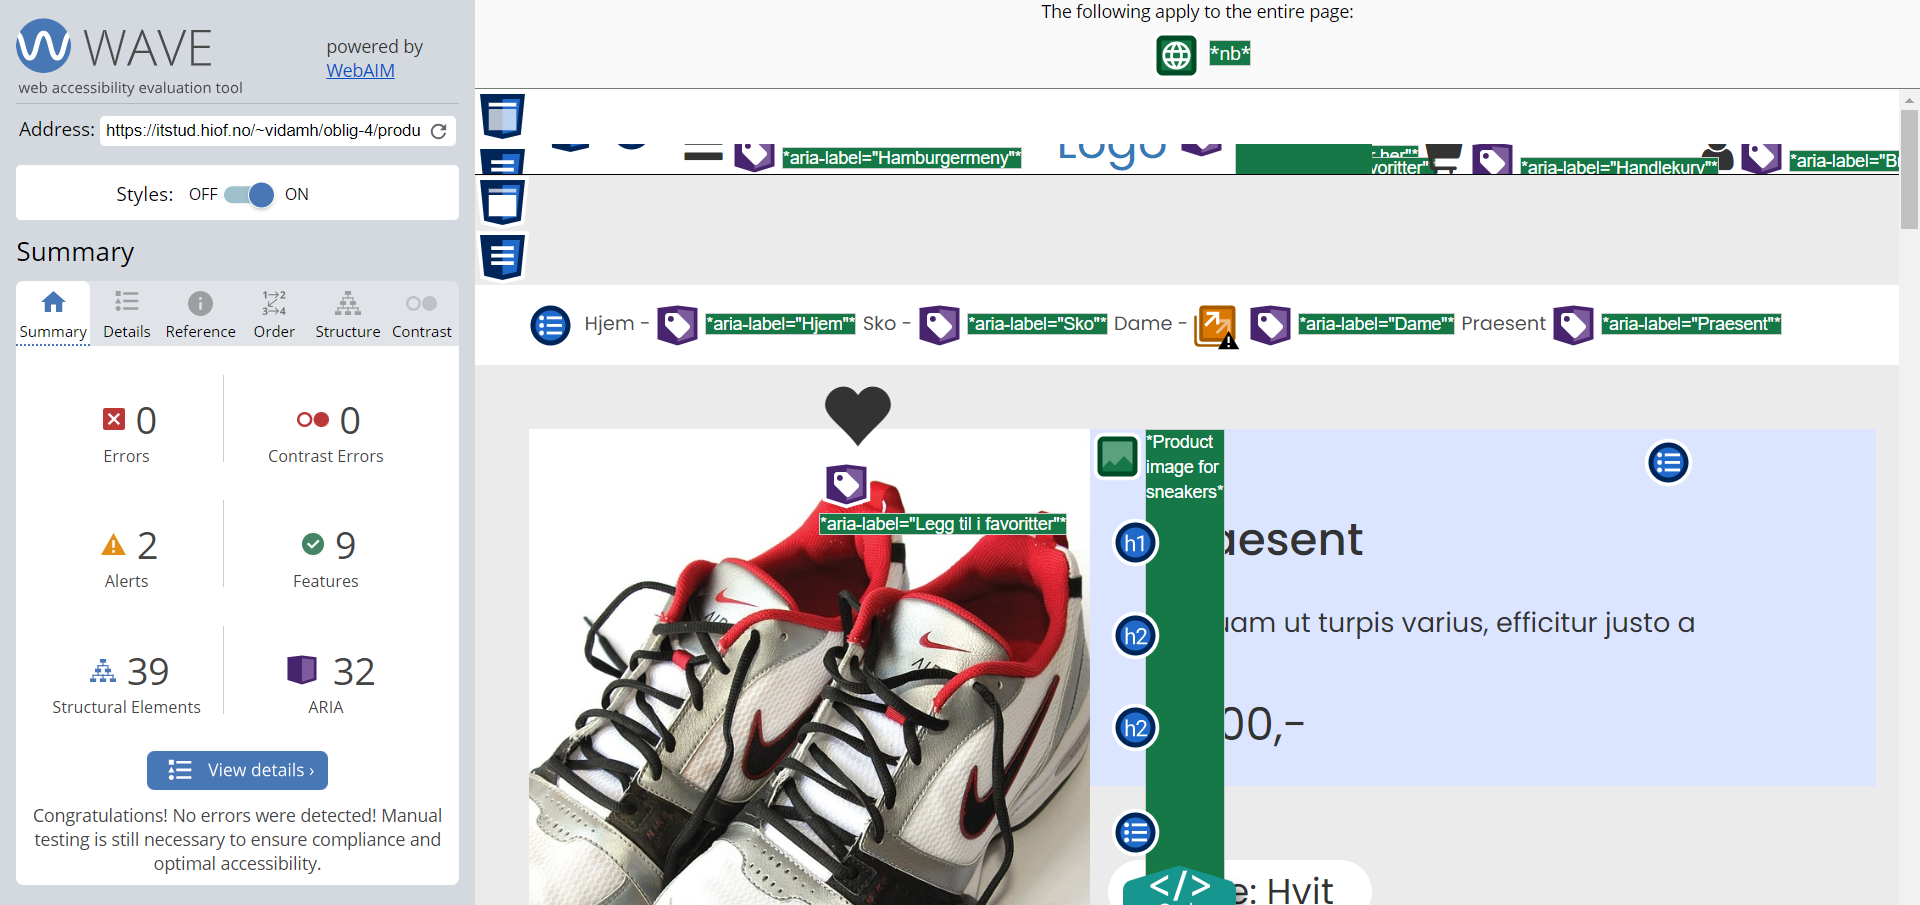 WAVE
powered by
WebAIM
web accessibility evaluation tool
Address:
https://itstud.hiof.no/~vidamh/oblig-4/produ
Styles: OFF ON
Summary
Summary Details Reference Order Structure Contrast
0 Errors
0 Contrast Errors
2 Alerts
9 Features
39 Structural Elements
32 ARIA
View details ›
Congratulations! No errors were detected! Manual
testing is still necessary to ensure compliance and
optimal accessibility.
The following apply to the entire page:
*nb*
*aria-label="Hamburgermeny"*
Logo
her"*
*aria-label="Handlekurv"*
*aria-label="B
Hjem - *aria-label="Hjem"* Sko - *aria-label="Sko"* Dame - *aria-label="Dame"* Praesent *aria-label="Praesent"*
*aria-label="Legg til i favoritter"*
*Product
image for
sneakers*
h1
aesent
h2
uam ut turpis varius, efficitur justo a
h2
00,-
</>
e: Hvit